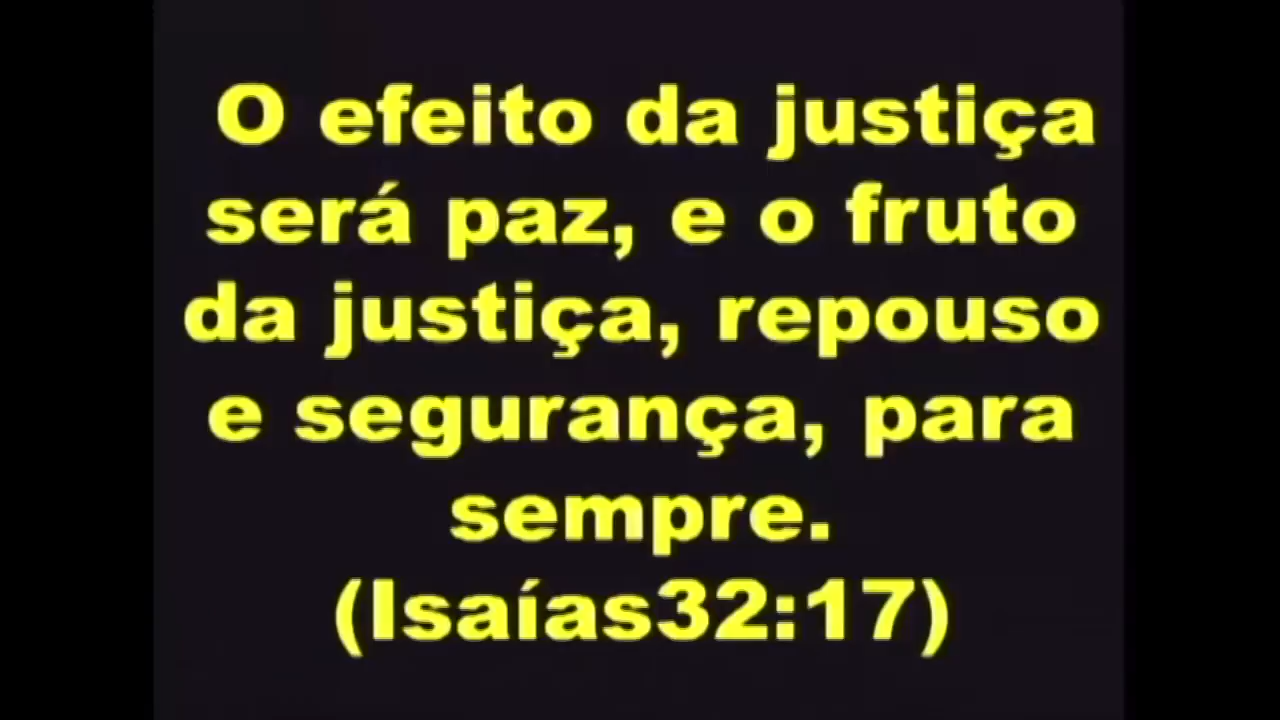 O efeito da justiça
será paz, e o fruto
da justiça, repouso
e segurança, para
sempre.
(Isaías32:17)